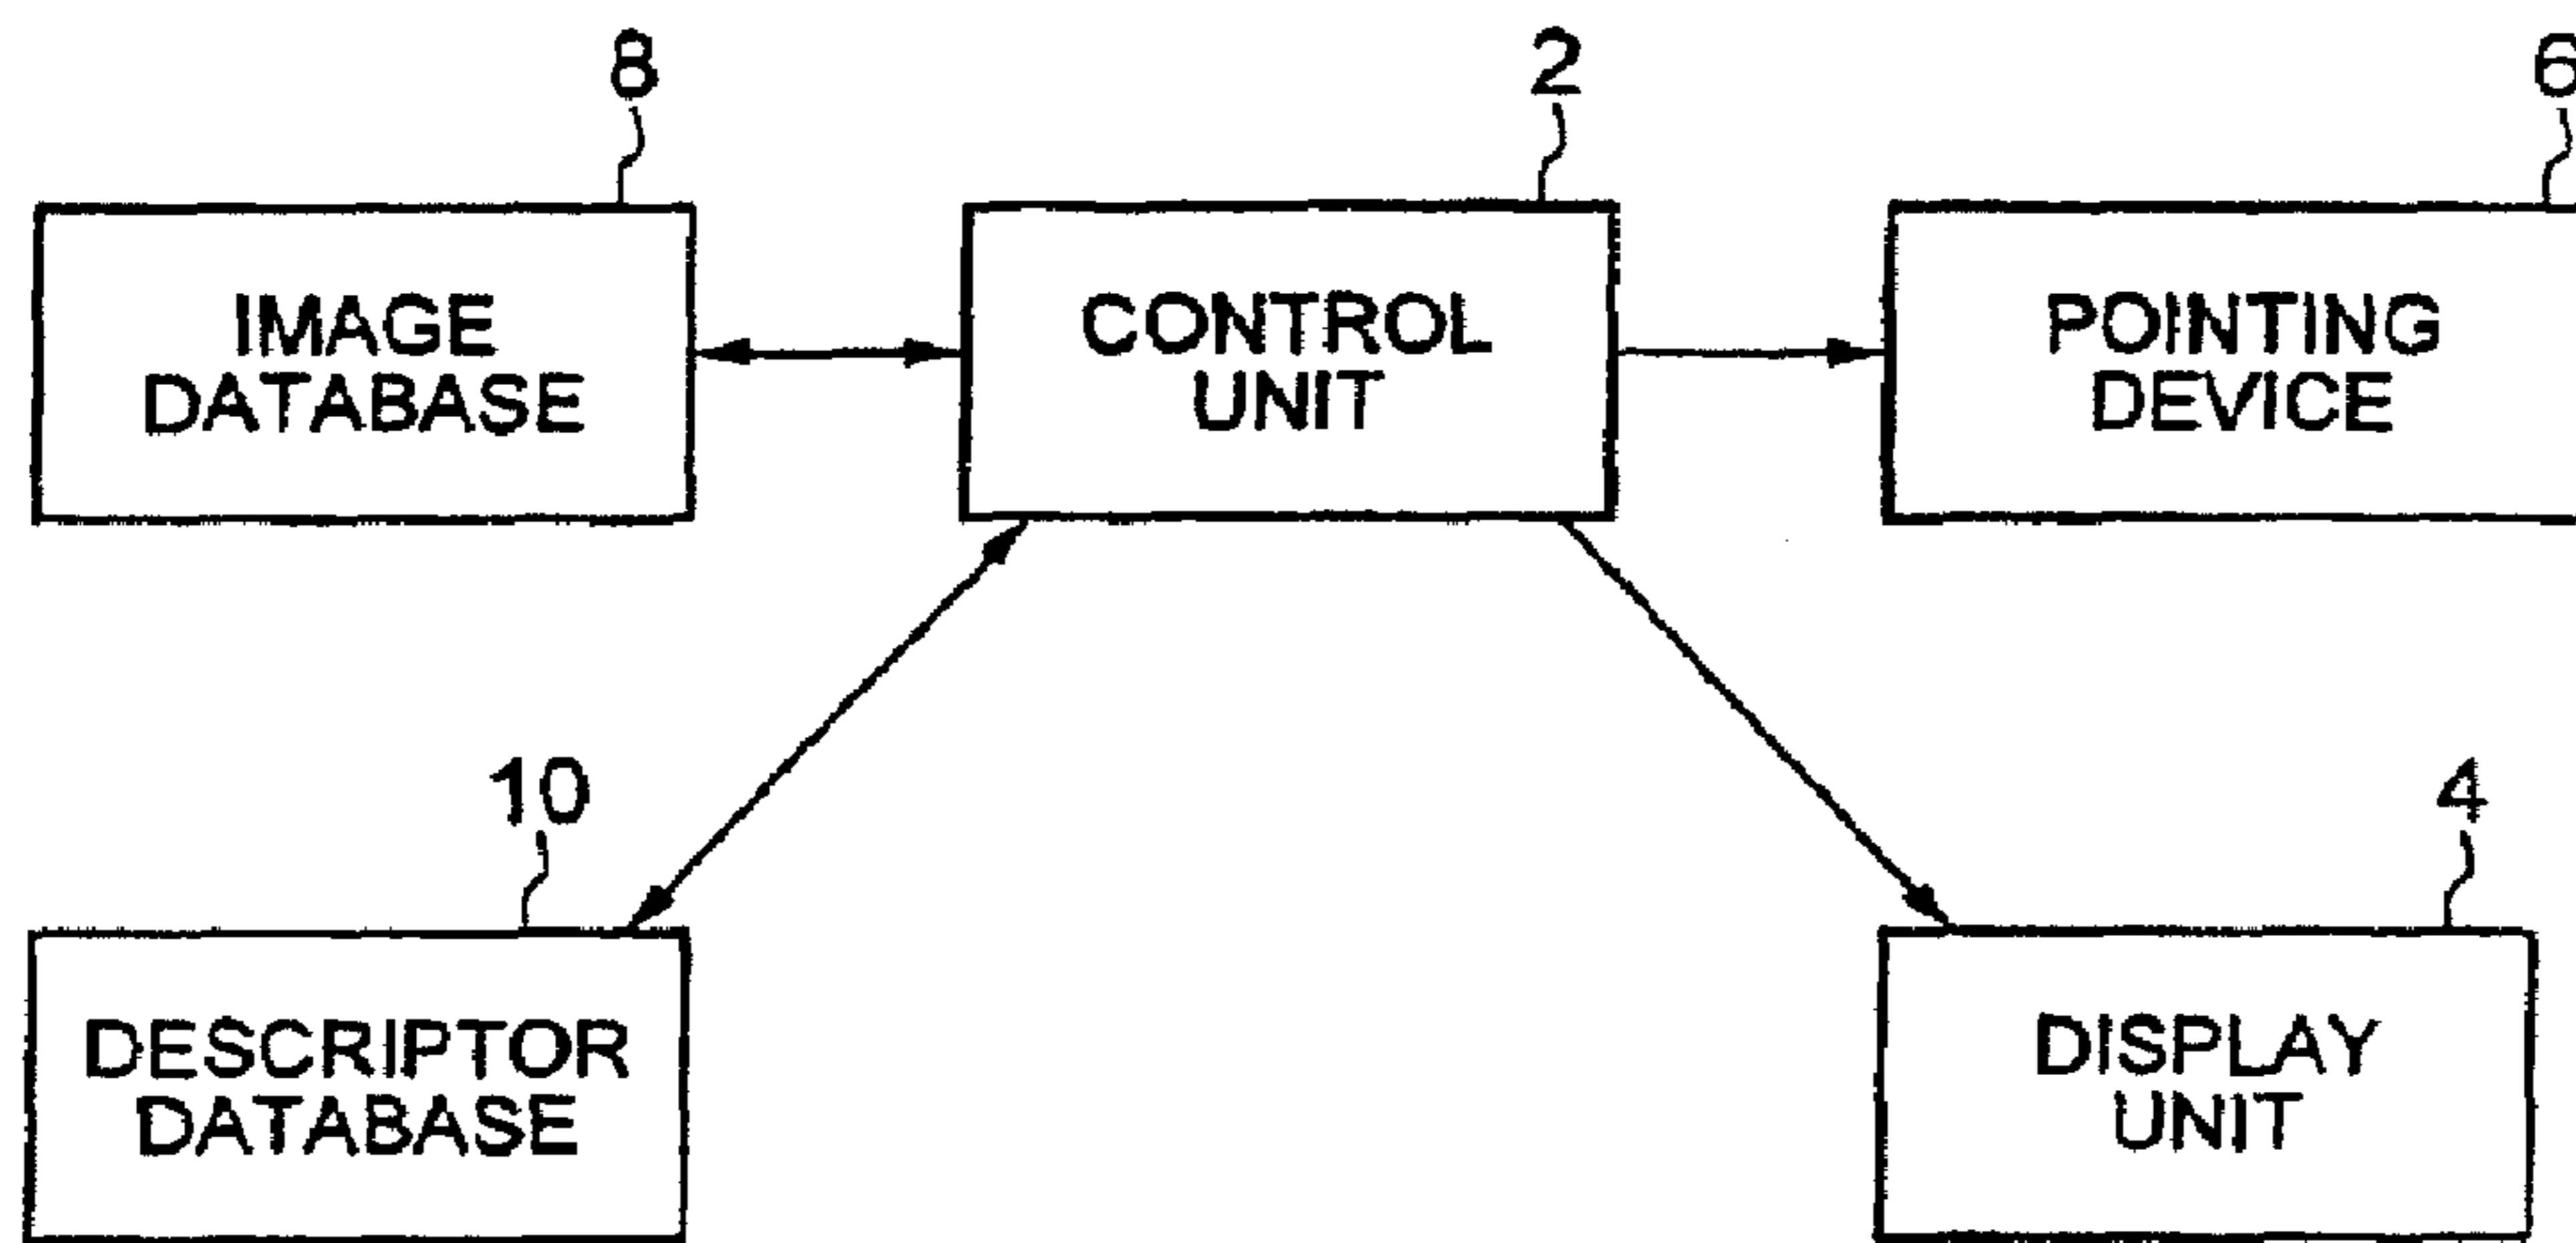 8
2
6
IMAGE
DATABASE
CONTROL
UNIT
POINTING
DEVICE
10
4
DESCRIPTOR
DATABASE
DISPLAY
UNIT